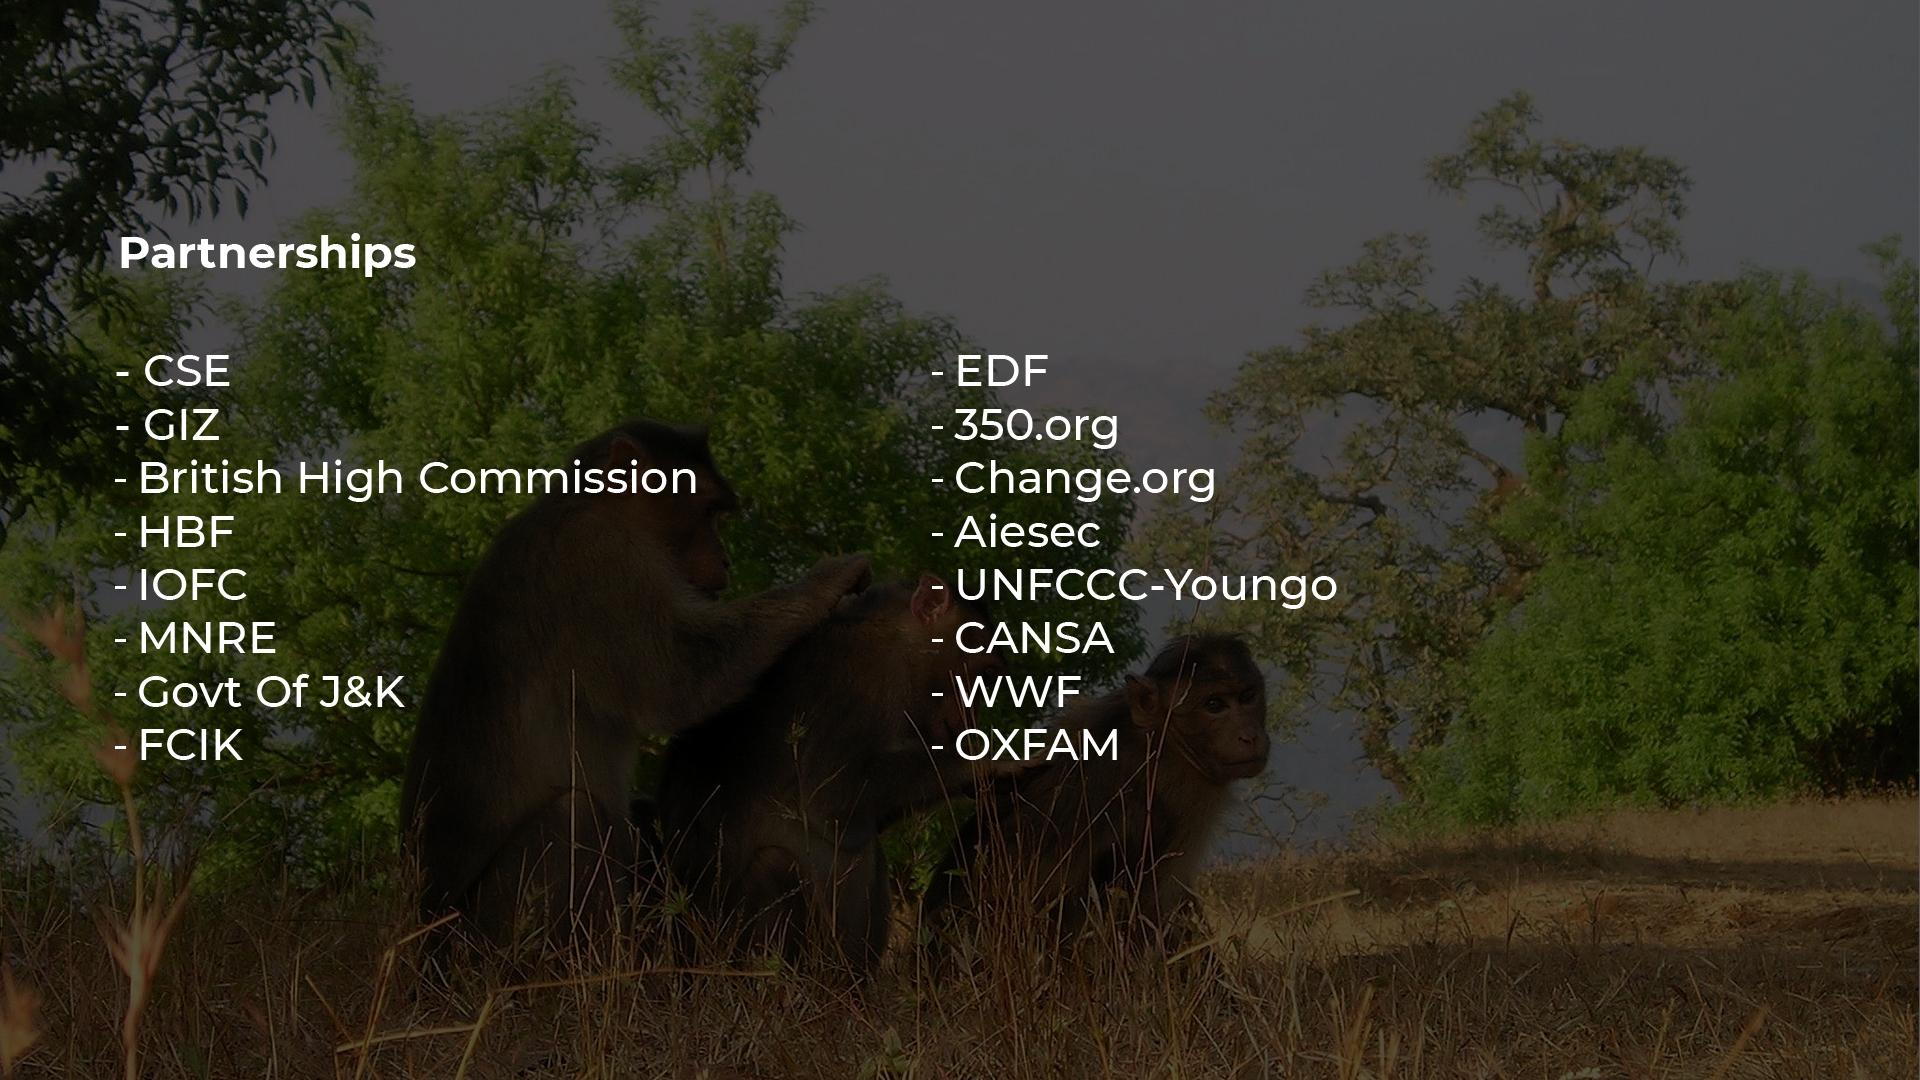 Partnerships
- CSE
- GIZ
- British High Commission
- HBF
- IOFC
- MNRE
- Govt Of J&K
- FCIK
- EDF
- 350.org
- Change.org
- Aiesec
- UNFCCC-Youngo
- CANSA
- WWF
- OXFAM